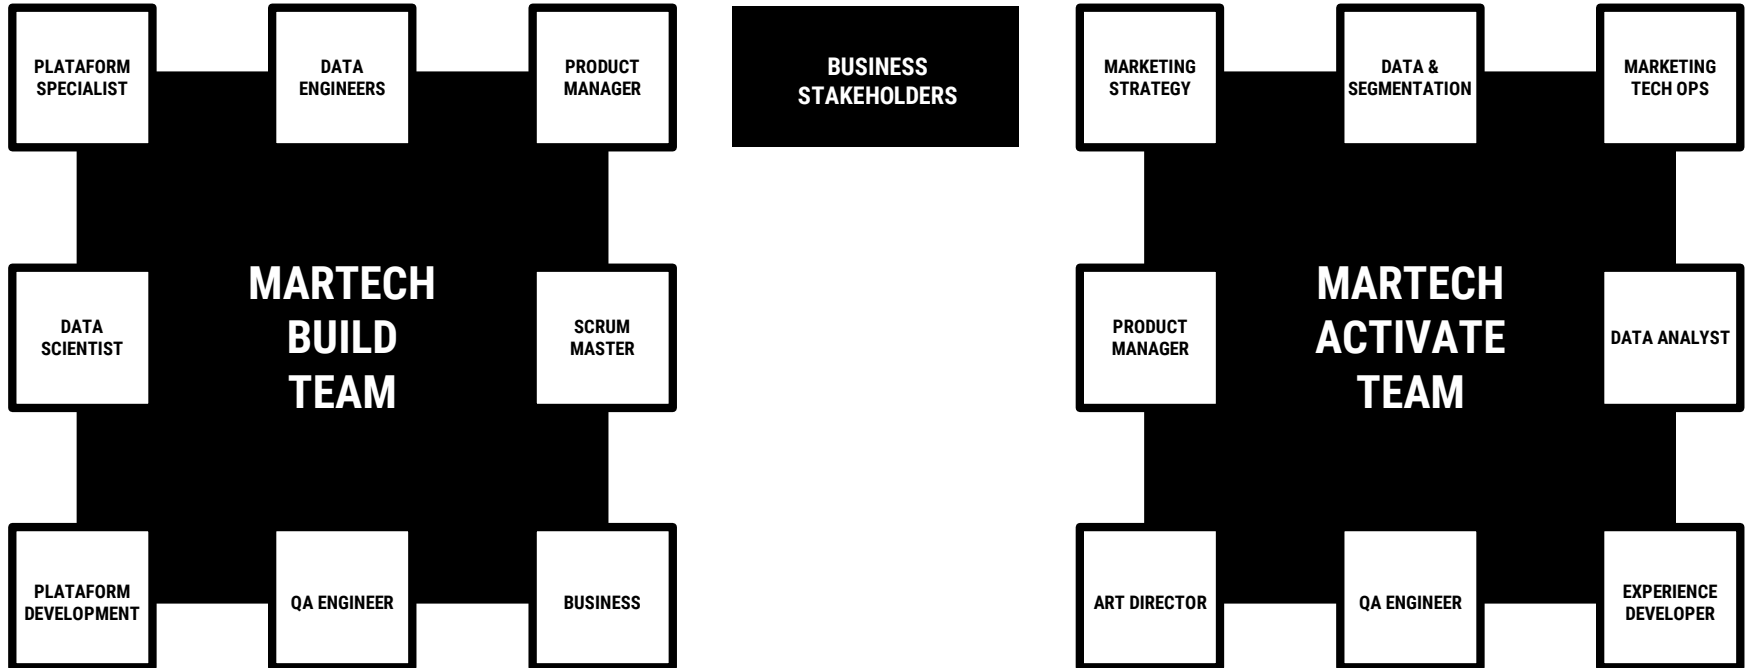 PLATAFORM
SPECIALIST
DATA
ENGINEERS
PRODUCT
MANAGER
DATA
SCIENTIST
MARTECH
BUILD
TEAM
SCRUM
MASTER
PLATAFORM
DEVELOPMENT
QA ENGINEER
BUSINESS
BUSINESS
STAKEHOLDERS
MARKETING
STRATEGY
DATA &
SEGMENTATION
MARKETING
TECH OPS
PRODUCT
MANAGER
MARTECH
ACTIVATE
TEAM
DATA ANALYST
ART DIRECTOR
QA ENGINEER
EXPERIENCE
DEVELOPER